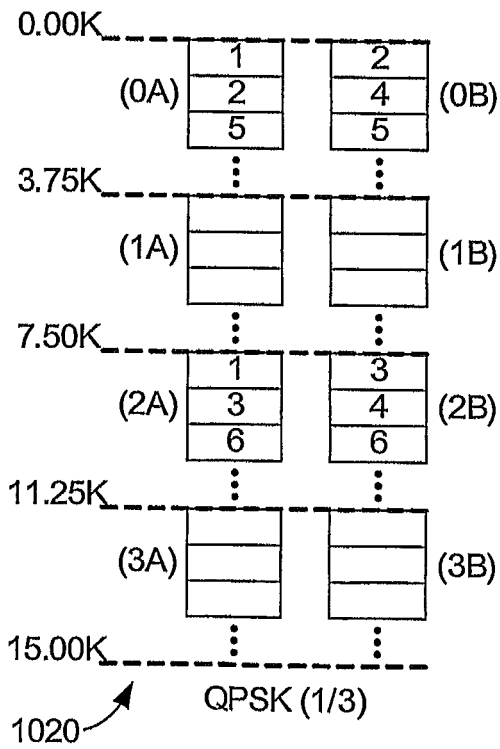 0.00K
(0A) 1 2 (0B)
2 4
5 5
3.75K
(1A) (1B)
7.50K
1 3
(2A) 3 4 (2B)
6 6
11.25K
(3A) (3B)
15.00K
QPSK (1/3)
1020